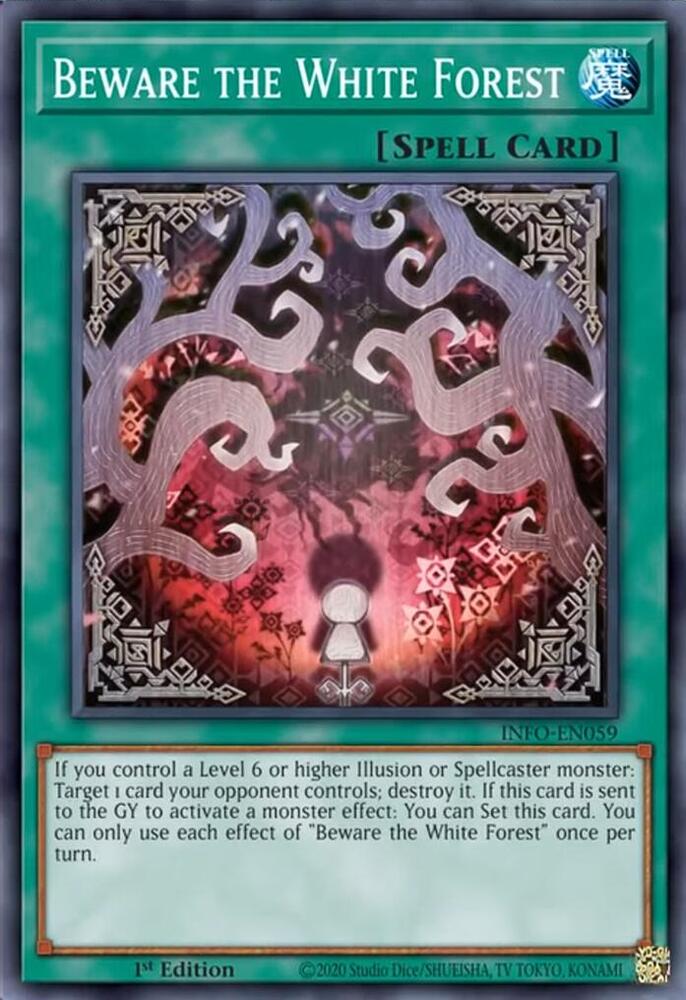 BEWARE THE WHITE FOREST
SPELL
魔
[SPELL CARD]
INFO-EN059
If you control a Level 6 or higher Illusion or Spellcaster monster:
Target 1 card your opponent controls; destroy it. If this card is sent
to the GY to activate a monster effect: You can Set this card. You
can only use each effect of "Beware the White Forest" once per
turn.
1st Edition
©2020 Studio Dice/SHUEISHA, TV TOKYO, KONAMI